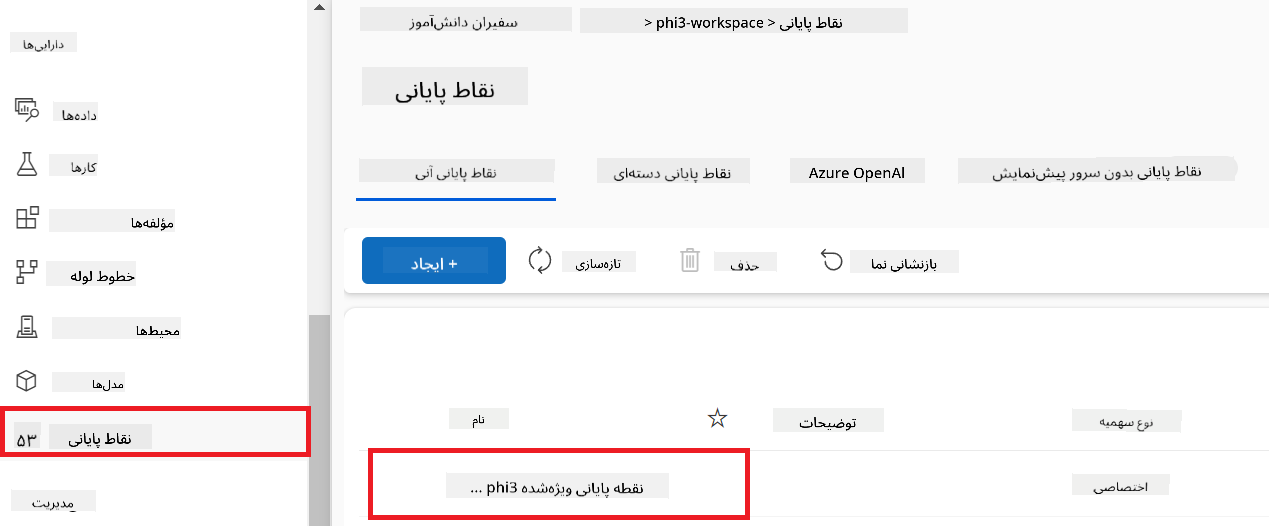 دارایی‌ها
داده‌ها
کارها
مؤلفه‌ها
خطوط لوله
محیط‌ها
مدل‌ها
۵۳ نقاط پایانی
مدیریت
سفیران دانش‌آموز
> phi3-workspace > نقاط پایانی
نقاط پایانی
نقاط پایانی آنی
نقاط پایانی دسته‌ای
Azure OpenAI
نقاط پایانی بدون سرور پیش‌نمایش
+ ایجاد
تازه‌سازی
حذف
بازنشانی نما
نام
توضیحات
نوع سهمیه
نقطه پایانی ویژه‌شده phi3 ...
اختصاصی